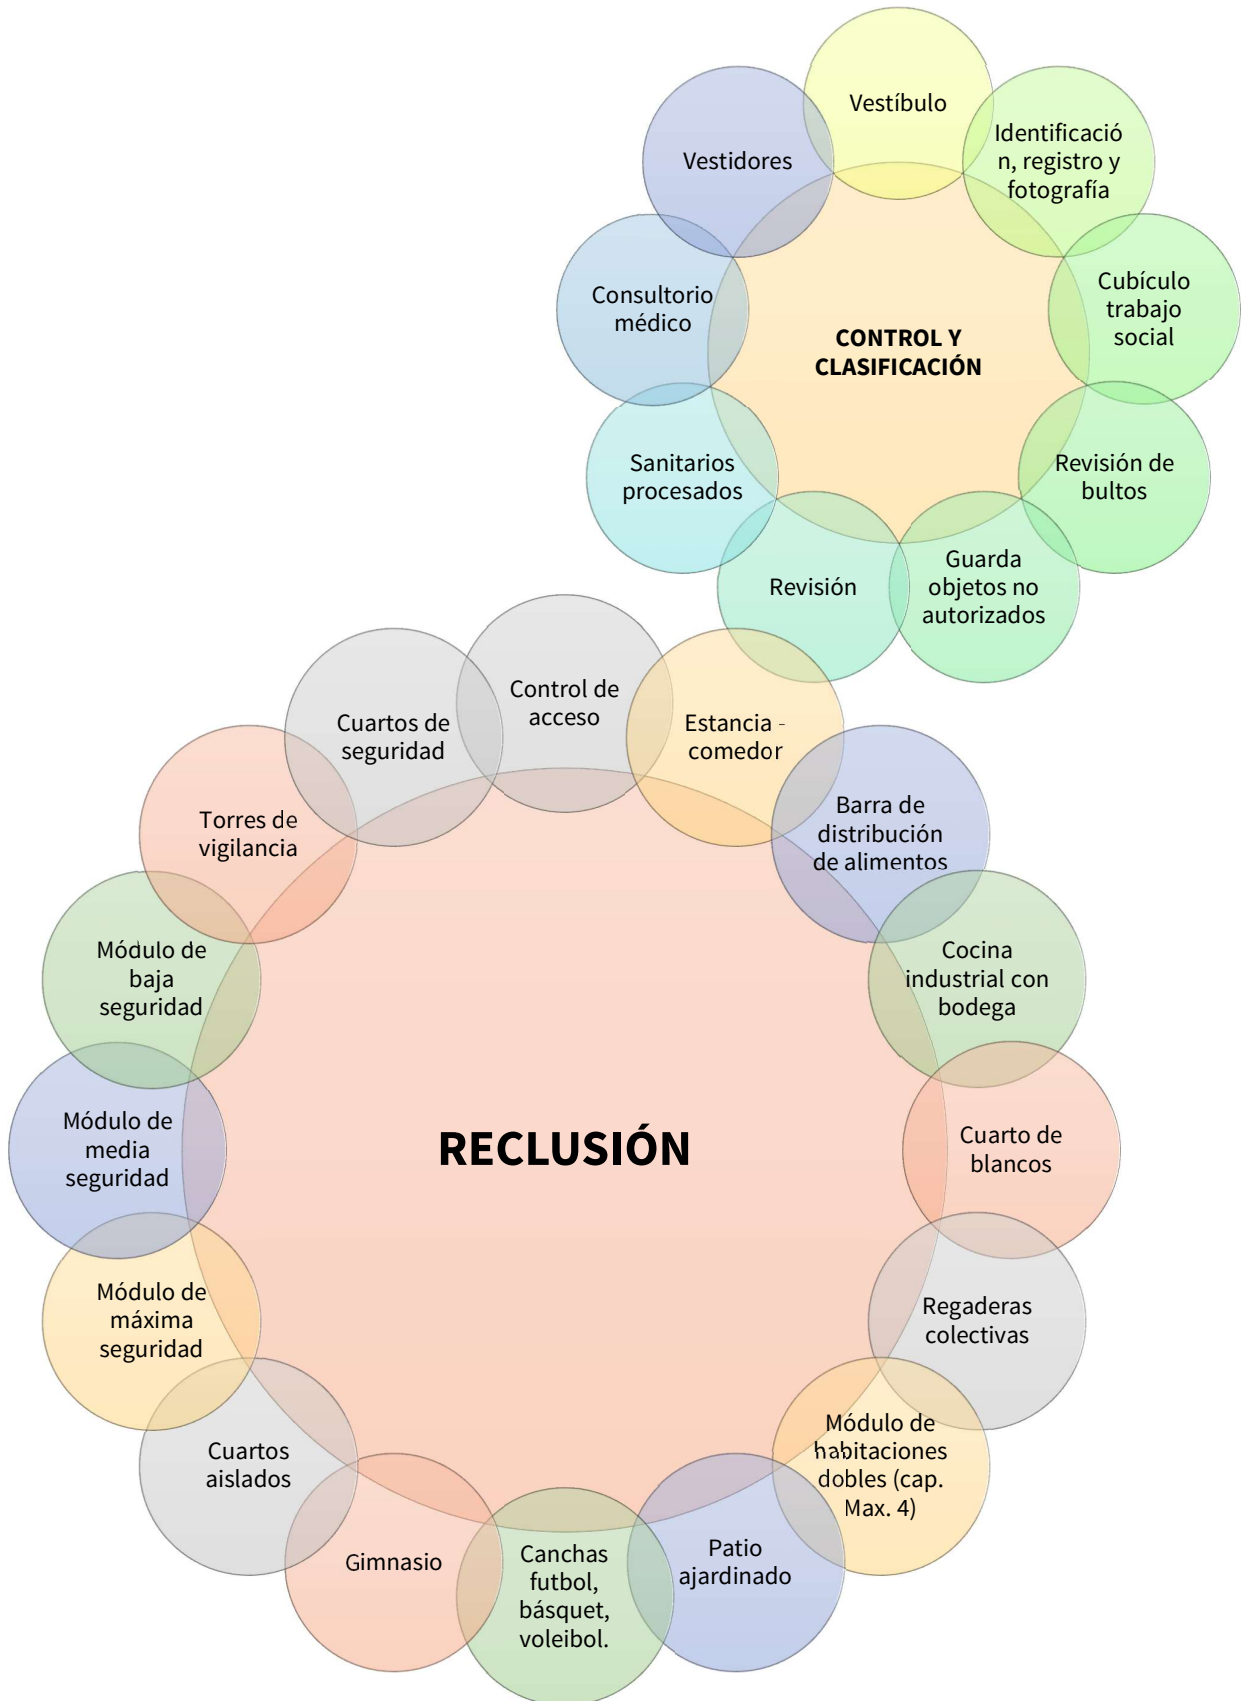 Vestíbulo
Identificació
n, registro y
fotografía
Cubículo
trabajo
social
Revisión de
bultos
Guarda
objetos no
autorizados
Revisión
Sanitarios
procesados
Consultorio
médico
Vestidores
CONTROL Y
CLASIFICACIÓN
Control de
acceso
Estancia -
comedor
Barra de
distribución
de alimentos
Cocina
industrial con
bodega
Cuarto de
blancos
Regaderas
colectivas
Módulo de
habitaciones
dobles (cap.
Max. 4)
Patio
ajardinado
Canchas
futbol,
básquet,
voleibol.
Gimnasio
Cuartos
aislados
Módulo de
máxima
seguridad
Módulo de
media
seguridad
Módulo de
baja
seguridad
Torres de
vigilancia
Cuartos de
seguridad
RECLUSIÓN